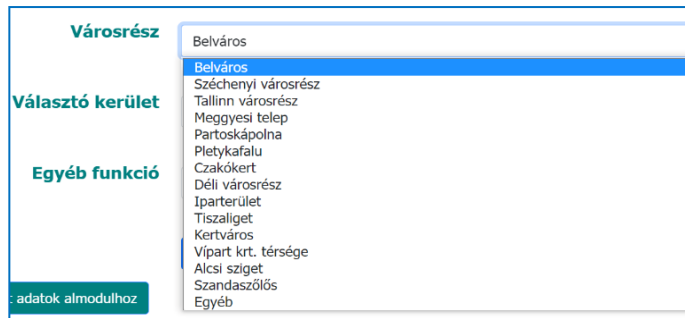 Városrész
Belváros
Belváros
Széchenyi városrész
Tallinn városrész
Választó kerület
Meggyesi telep
Partoskápolna
Pletykafalu
Egyéb funkció
Czakókert
Déli városrész
Iparterület
Tiszaliget
Kertváros
Vípart krt. térsége
Alcsi sziget
Szandaszőlős
Egyéb
adatok almodulhoz